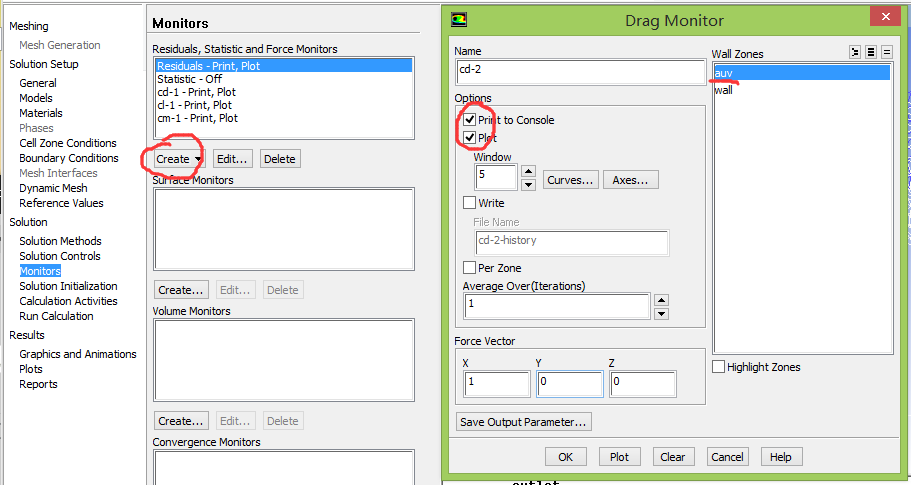 Meshing
Mesh Generation
Solution Setup
General
Models
Materials
Phases
Cell Zone Conditions
Boundary Conditions
Mesh Interfaces
Dynamic Mesh
Reference Values
Solution
Solution Methods
Solution Controls
Monitors
Solution Initialization
Calculation Activities
Run Calculation
Results
Graphics and Animations
Plots
Reports
Monitors
Residuals, Statistic and Force Monitors
Residuals - Print, Plot
Statistic - Off
cd-1 - Print, Plot
cl-1 - Print, Plot
cm-1 - Print, Plot
Create Edit... Delete
Surface Monitors
Create... Edit... Delete
Volume Monitors
Create... Edit... Delete
Convergence Monitors
Drag Monitor
Name
cd-2
Options
Print to Console
Plot
Window
5 Curves... Axes...
Write
File Name
cd-2-history
Per Zone
Average Over(Iterations)
1
Force Vector
X Y Z
1 0 0
Save Output Parameter...
Wall Zones
auv
wall
Highlight Zones
OK Plot Clear Cancel Help
outlet